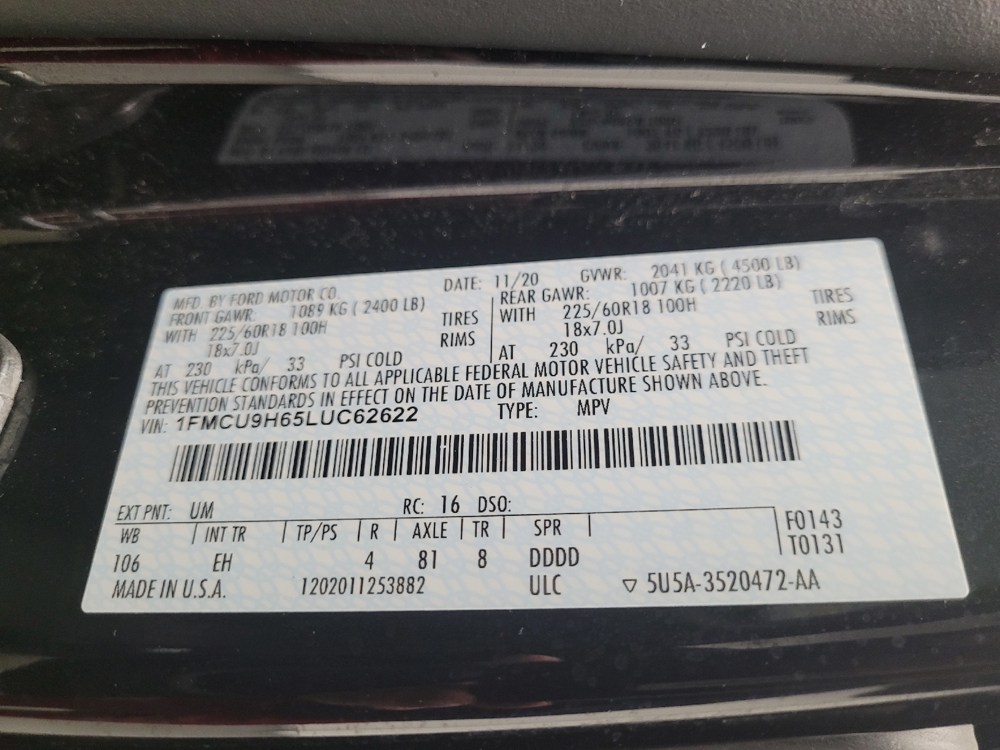 MFD. BY FORD MOTOR CO. DATE: 11/20 GVWR: 2041 KG ( 4500 LB)
FRONT GAWR: 1089 KG ( 2400 LB) REAR GAWR: 1007 KG ( 2220 LB)
WITH 225/60R18 100H TIRES WITH 225/60R18 100H TIRES
18x7.0J RIMS 18x7.0J RIMS
AT 230 kPa/ 33 PSI COLD AT 230 kPa/ 33 PSI COLD
THIS VEHICLE CONFORMS TO ALL APPLICABLE FEDERAL MOTOR VEHICLE SAFETY AND THEFT
PREVENTION STANDARDS IN EFFECT ON THE DATE OF MANUFACTURE SHOWN ABOVE.
VIN: 1FMCU9H65LUC62622 TYPE: MPV
EXT PNT: UM RC: 16 DSO:
WB INT TR TP/PS R AXLE TR SPR F0143
106 EH 4 81 8 DDDD T0131
MADE IN U.S.A. 1202011253882 ULC ▽ 5U5A-3520472-AA